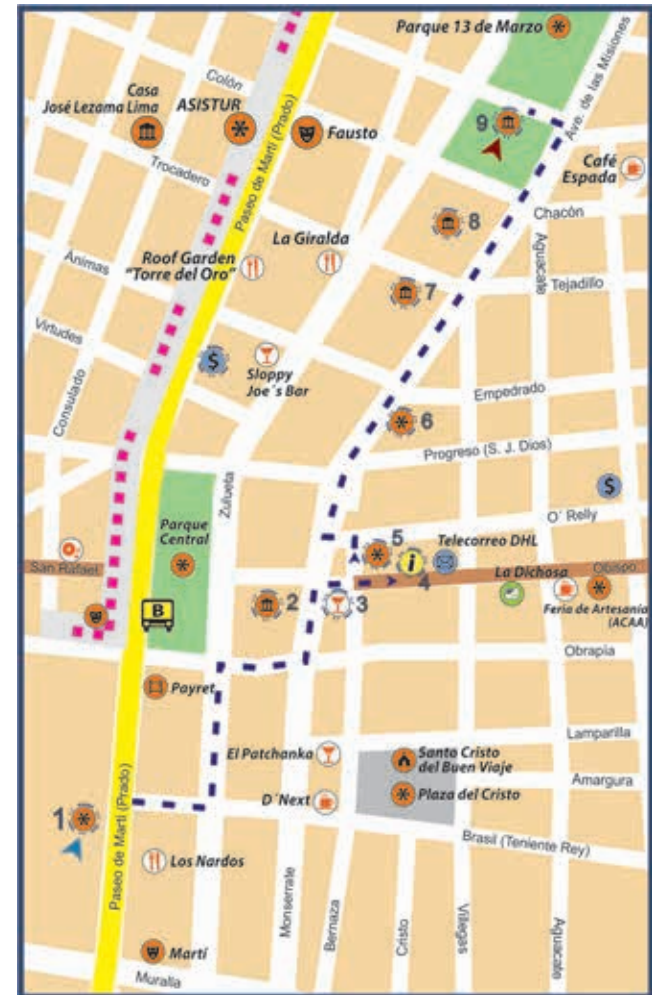 Parque 13 de Marzo
Ave. de las Misiones
Colón
Casa
José Lezama Lima
ASISTUR
Fausto
9
Café
Espada
Trocadero
Paseo de Martí (Prado)
8
Chacón
Aguacate
Roof Garden
"Torre del Oro"
La Giralda
7
Tejadillo
Ánimas
Virtudes
$
Sloppy
Joe´s Bar
Consulado
Empedrado
6
Progreso (S. J. Dios)
Zulueta
$
O´ Relly
Parque
Central
5
Telecorreo DHL
San Rafael
i
4
La Dichosa
Obispo
B
2
3
Feria de Artesanía
(ACAA)
Obrapia
Payret
Lamparilla
El Patchanka
Santo Cristo
del Buen Viaje
Amargura
D´Next
Plaza del Cristo
1
Brasil (Teniente Rey)
Paseo de Martí (Prado)
Los Nardos
Monserrate
Bernaza
Cristo
Villegas
Aguacate
Martí
Muralla